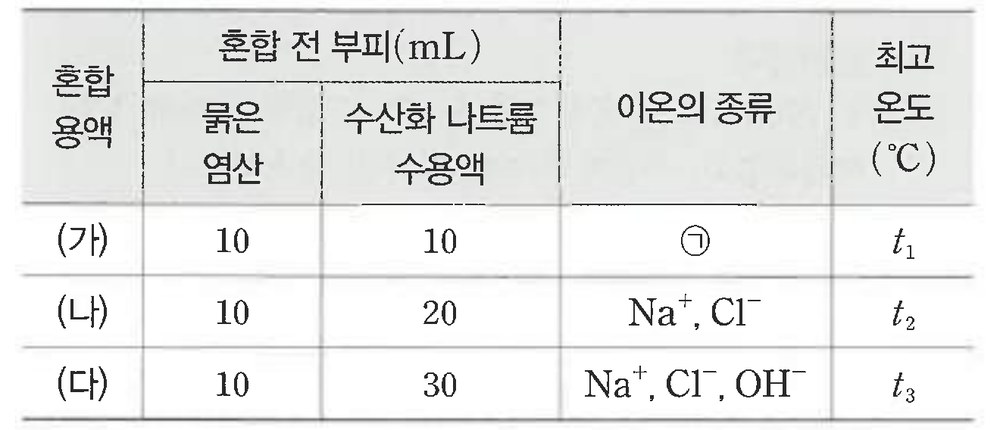 혼합 용액 | 혼합 전 부피(mL) | 이온의 종류 | 최고 온도 (℃)
묽은 염산 | 수산화 나트륨 수용액
(가) 10 10 ㉠ t₁
(나) 10 20 Na⁺, Cl⁻ t₂
(다) 10 30 Na⁺, Cl⁻, OH⁻ t₃